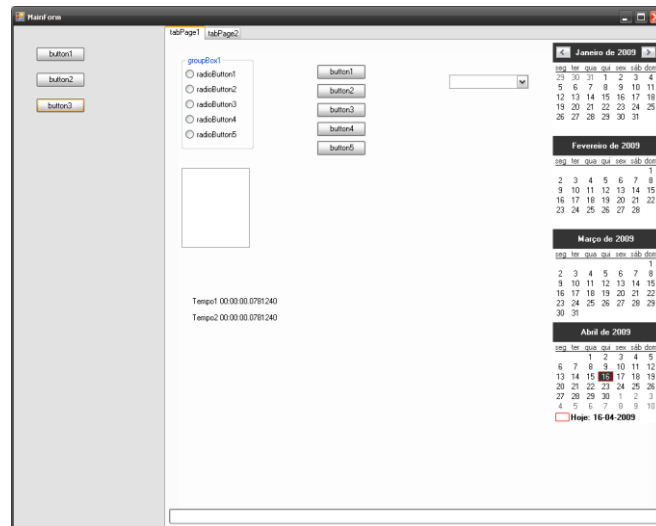 MainForm
button1
button2
button3
tabPage1 tabPage2
groupBox1
radioButton1
radioButton2
radioButton3
radioButton4
radioButton5
button1
button2
button3
button4
button5
Tempo1 00:00:00.0781240
Tempo2 00:00:00.0781240
Janeiro de 2009
seg ter qua qui sex sáb dom
29 30 31 1 2 3 4
5 6 7 8 9 10 11
12 13 14 15 16 17 18
19 20 21 22 23 24 25
26 27 28 29 30 31
Fevereiro de 2009
seg ter qua qui sex sáb dom
1
2 3 4 5 6 7 8
9 10 11 12 13 14 15
16 17 18 19 20 21 22
23 24 25 26 27 28
Março de 2009
seg ter qua qui sex sáb dom
1
2 3 4 5 6 7 8
9 10 11 12 13 14 15
16 17 18 19 20 21 22
23 24 25 26 27 28 29
30 31
Abril de 2009
seg ter qua qui sex sáb dom
1 2 3 4 5
6 7 8 9 10 11 12
13 14 15 16 17 18 19
20 21 22 23 24 25 26
27 28 29 30 1 2 3
4 5 6 7 8 9 10
Hoje: 16-04-2009